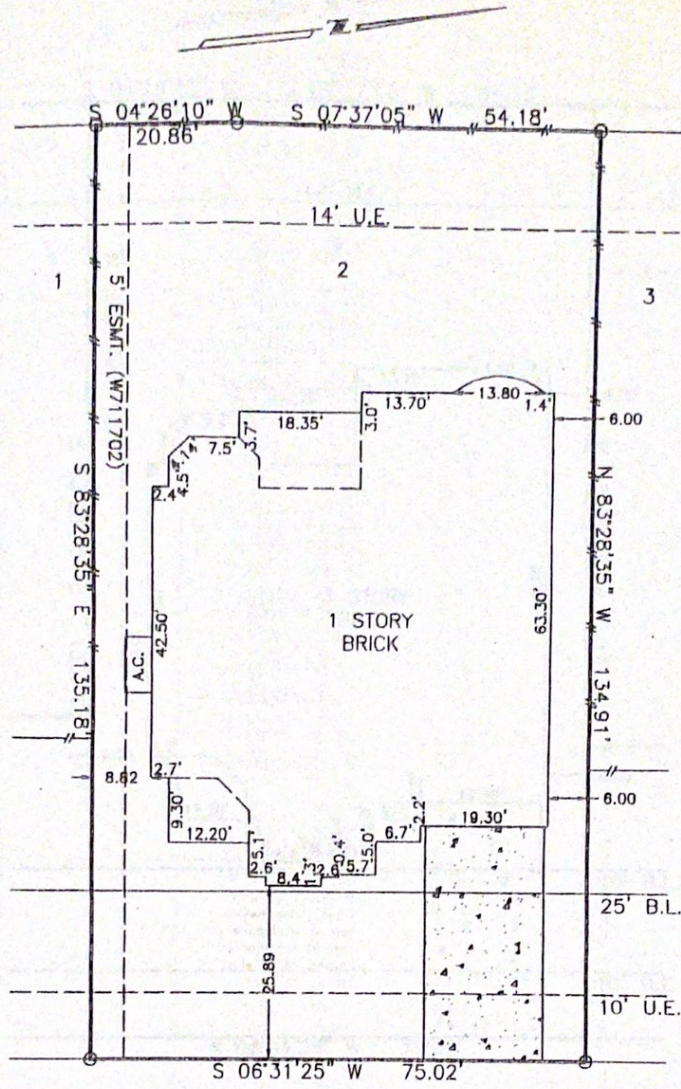 S 04°26'10" W
S 07°37'05" W
54.18'
20.86'
14' U.E.
1
2
3
5' ESMT. (W711702)
13.70'
13.80
1.4'
6.00
18.35'
3.0'
3.7'
7.5'
4.5'
2.4'
S 83°28'35" E 135.18'
N 83°28'35" W 134.91'
42.50'
63.30'
1 STORY
BRICK
A.C.
8.62
2.7'
6.00
9.30'
12.20'
5.1'
2.6'
8.4'
2.6'
0.4'
5.7'
5.0'
6.7'
2.2'
19.30'
25' B.L.
25.89
10' U.E.
S 06°31'25" W 75.02'